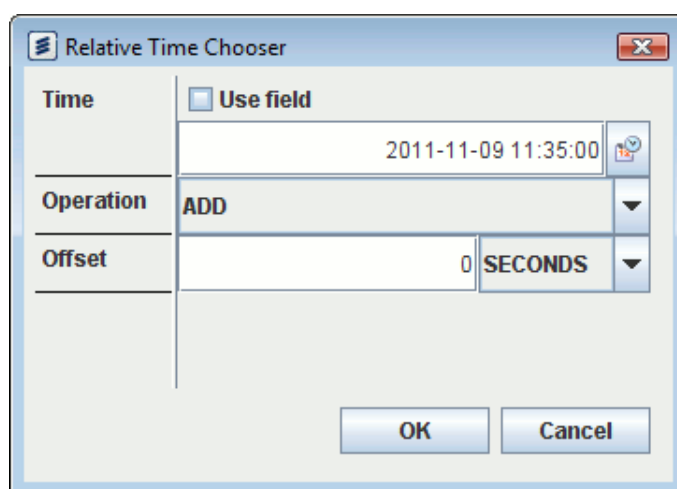 Relative Time Chooser
Time
Use field
2011-11-09 11:35:00
Operation
ADD
Offset
0 SECONDS
OK
Cancel